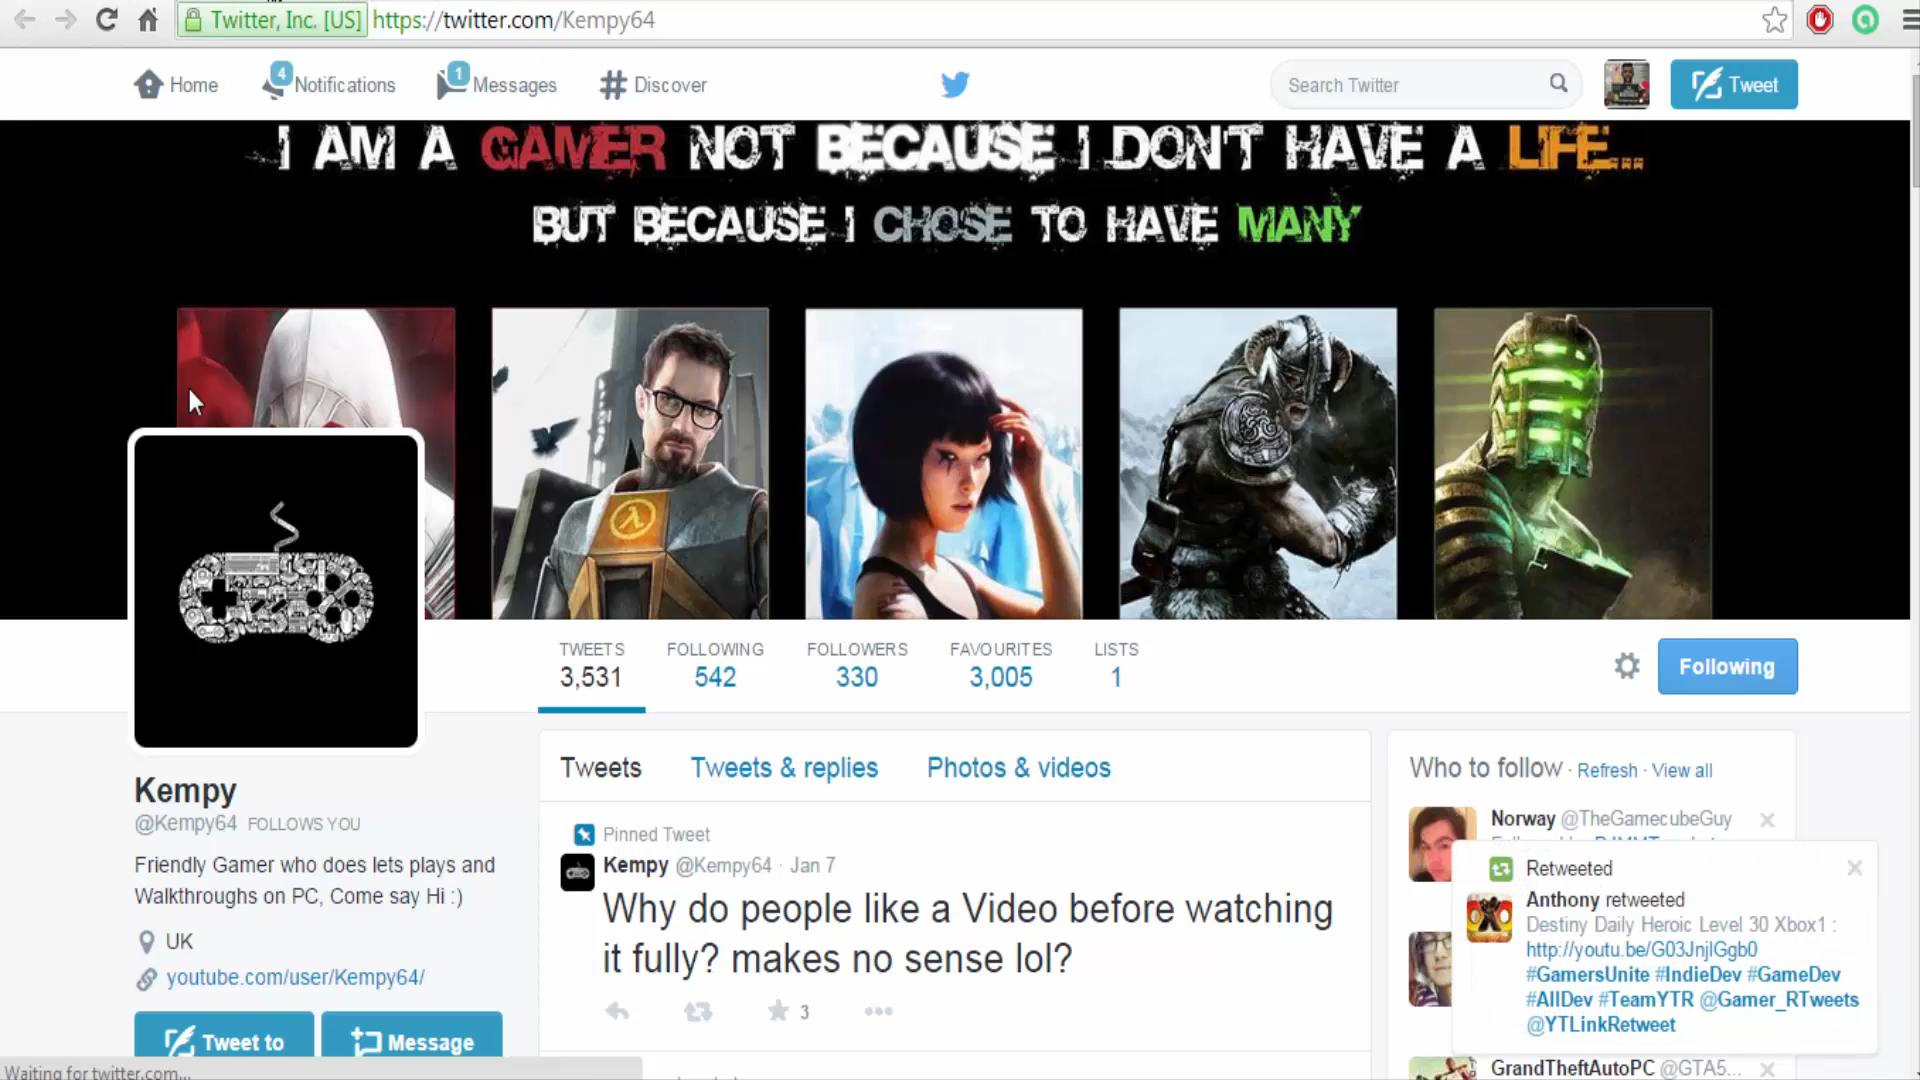 Twitter, Inc. [US] https://twitter.com/Kempy64
Home 4 Notifications 1 Messages Discover Search Twitter Tweet
I AM A GAMER NOT BECAUSE I DON'T HAVE A LIFE...
BUT BECAUSE I CHOSE TO HAVE MANY
TWEETS FOLLOWING FOLLOWERS FAVOURITES LISTS
3,531 542 330 3,005 1
Following
Kempy
@Kempy64 FOLLOWS YOU
Friendly Gamer who does lets plays and
Walkthroughs on PC, Come say Hi :)
UK
youtube.com/user/Kempy64/
Tweet to Message
Waiting for twitter.com...
Tweets Tweets & replies Photos & videos
Pinned Tweet
Kempy @Kempy64 · Jan 7
Why do people like a Video before watching
it fully? makes no sense lol?
3
Who to follow · Refresh · View all
Norway @TheGamecubeGuy
Retweeted
Anthony retweeted
Destiny Daily Heroic Level 30 Xbox1 :
http://youtu.be/G03JnjlGgb0
#GamersUnite #IndieDev #GameDev
#AllDev #TeamYTR @Gamer_RTweets
@YTLinkRetweet
GrandTheftAutoPC @GTA5...